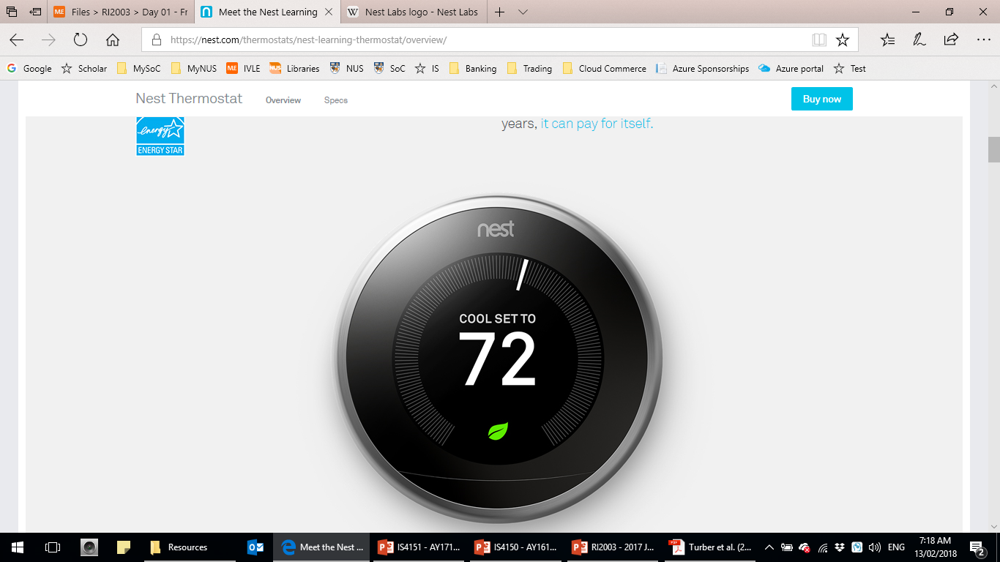 Files > RI2003 > Day 01 - Fr
Meet the Nest Learning
W Nest Labs logo - Nest Labs
https://nest.com/thermostats/nest-learning-thermostat/overview/
Google Scholar MySoC MyNUS IVLE Libraries NUS SoC IS Banking Trading Cloud Commerce Azure Sponsorships Azure portal Test
Nest Thermostat Overview Specs Buy now
years, it can pay for itself.
energy
ENERGY STAR
nest
COOL SET TO
72
Resources Meet the Nest ... IS4151 - AY171... IS4150 - AY161... RI2003 - 2017 J... Turber et al. (2... ENG
7:18 AM
13/02/2018
2